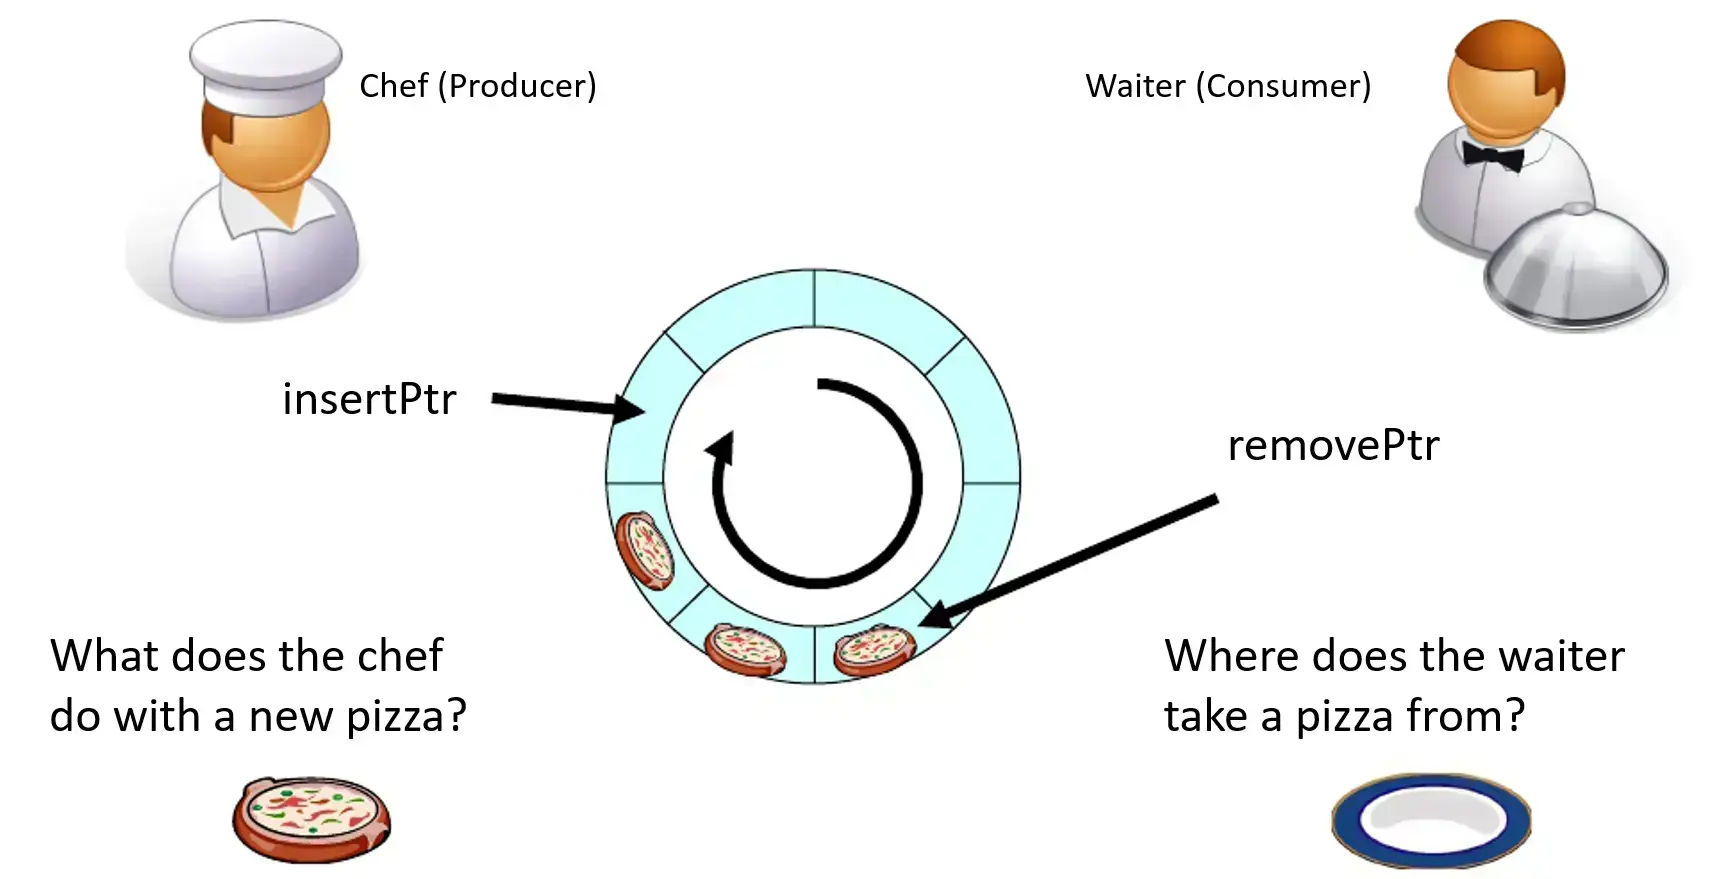 Chef (Producer)
Waiter (Consumer)
insertPtr
removePtr
What does the chef
do with a new pizza?
Where does the waiter
take a pizza from?